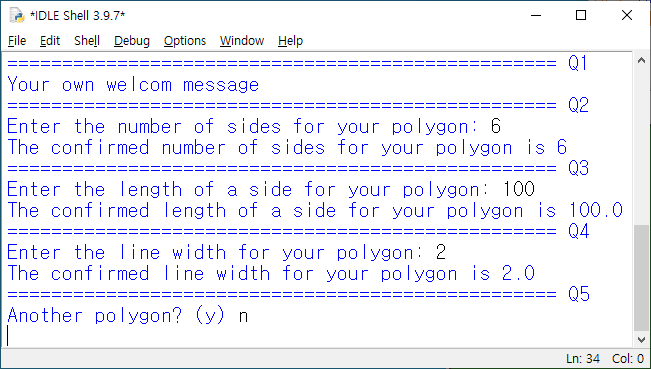 *IDLE Shell 3.9.7*
File Edit Shell Debug Options Window Help
================================================== Q1
Your own welcom message
================================================== Q2
Enter the number of sides for your polygon: 6
The confirmed number of sides for your polygon is 6
================================================== Q3
Enter the length of a side for your polygon: 100
The confirmed length of a side for your polygon is 100.0
================================================== Q4
Enter the line width for your polygon: 2
The confirmed line width for your polygon is 2.0
================================================== Q5
Another polygon? (y) n
Ln: 34 Col: 0